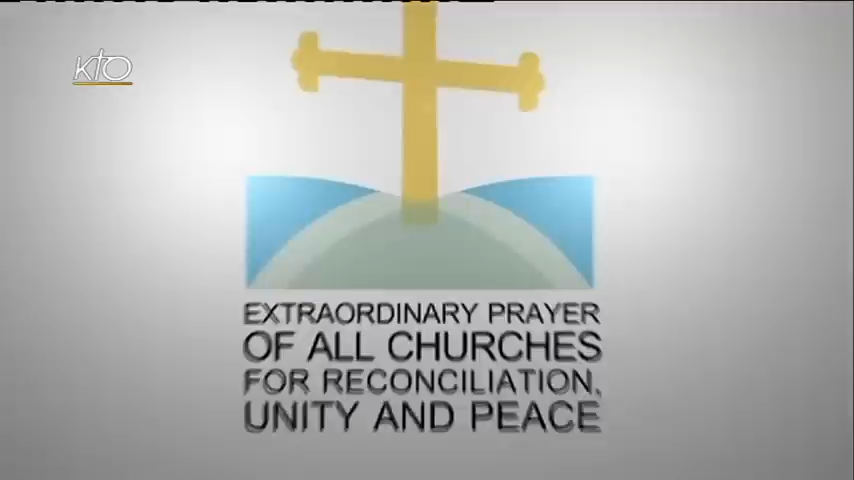 KTO
EXTRAORDINARY PRAYER
OF ALL CHURCHES
FOR RECONCILIATION,
UNITY AND PEACE